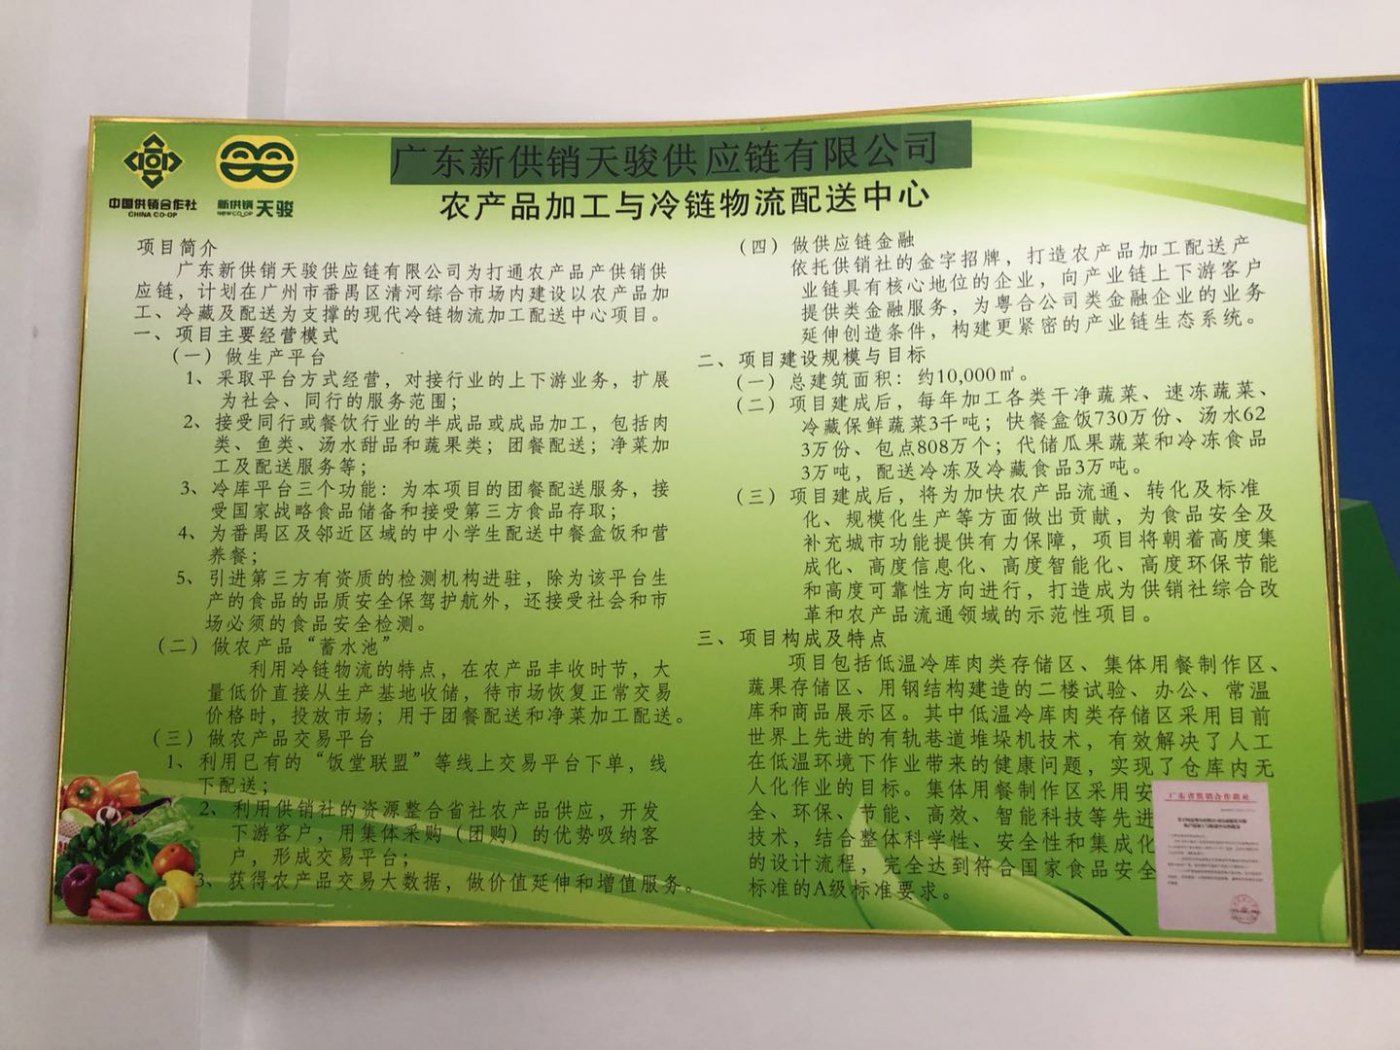 中国供销合作社
CHINA CO-OP
新供销天骏
NEW CO_OP
广东新供销天骏供应链有限公司
农产品加工与冷链物流配送中心
项目简介
广东新供销天骏供应链有限公司为打通农产品产供销供
应链，计划在广州市番禺区清河综合市场内建设以农产品加
工、冷藏及配送为支撑的现代冷链物流加工配送中心项目。
一、项目主要经营模式
（一）做生产平台
1、采取平台方式经营，对接行业的上下游业务，扩展
为社会、同行的服务范围；
2、接受同行或餐饮行业的半成品或成品加工，包括肉
类、鱼类、汤水甜品和蔬果类；团餐配送；净菜加
工及配送服务等；
3、冷库平台三个功能：为本项目的团餐配送服务，接
受国家战略食品储备和接受第三方食品存取；
4、为番禺区及邻近区域的中小学生配送中餐盒饭和营
养餐；
5、引进第三方有资质的检测机构进驻，除为该平台生
产的食品的品质安全保驾护航外，还接受社会和市
场必须的食品安全检测。
（二）做农产品“蓄水池”
利用冷链物流的特点，在农产品丰收时节，大
量低价直接从生产基地收储，待市场恢复正常交易
价格时，投放市场；用于团餐配送和净菜加工配送。
（三）做农产品交易平台
1、利用已有的“饭堂联盟”等线上交易平台下单，线
下配送；
2、利用供销社的资源整合省社农产品供应，开发
下游客户，用集体采购（团购）的优势吸纳客
户，形成交易平台；
3、获得农产品交易大数据，做价值延伸和增值服务。
（四）做供应链金融
依托供销社的金字招牌，打造农产品加工配送产
业链具有核心地位的企业，向产业链上下游客户
提供类金融服务，为粤合公司类金融企业的业务
延伸创造条件，构建更紧密的产业链生态系统。
二、项目建设规模与目标
（一）总建筑面积：约10,000㎡。
（二）项目建成后，每年加工各类干净蔬菜、速冻蔬菜、
冷藏保鲜蔬菜3千吨；快餐盒饭730万份、汤水62
3万份、包点808万个；代储瓜果蔬菜和冷冻食品
3万吨，配送冷冻及冷藏食品3万吨。
（三）项目建成后，将为加快农产品流通、转化及标准
化、规模化生产等方面做出贡献，为食品安全及
补充城市功能提供有力保障，项目将朝着高度集
成化、高度信息化、高度智能化、高度环保节能
和高度可靠性方向进行，打造成为供销社综合改
革和农产品流通领域的示范性项目。
三、项目构成及特点
项目包括低温冷库肉类存储区、集体用餐制作区、
蔬果存储区、用钢结构建造的二楼试验、办公、常温
库和商品展示区。其中低温冷库肉类存储区采用目前
世界上先进的有轨巷道堆垛机技术，有效解决了人工
在低温环境下作业带来的健康问题，实现了仓库内无
人化作业的目标。集体用餐制作区采用安
全、环保、节能、高效、智能科技等先进
技术，结合整体科学性、安全性和集成化
的设计流程，完全达到符合国家食品安全
标准的A级标准要求。
广东省供销合作联社